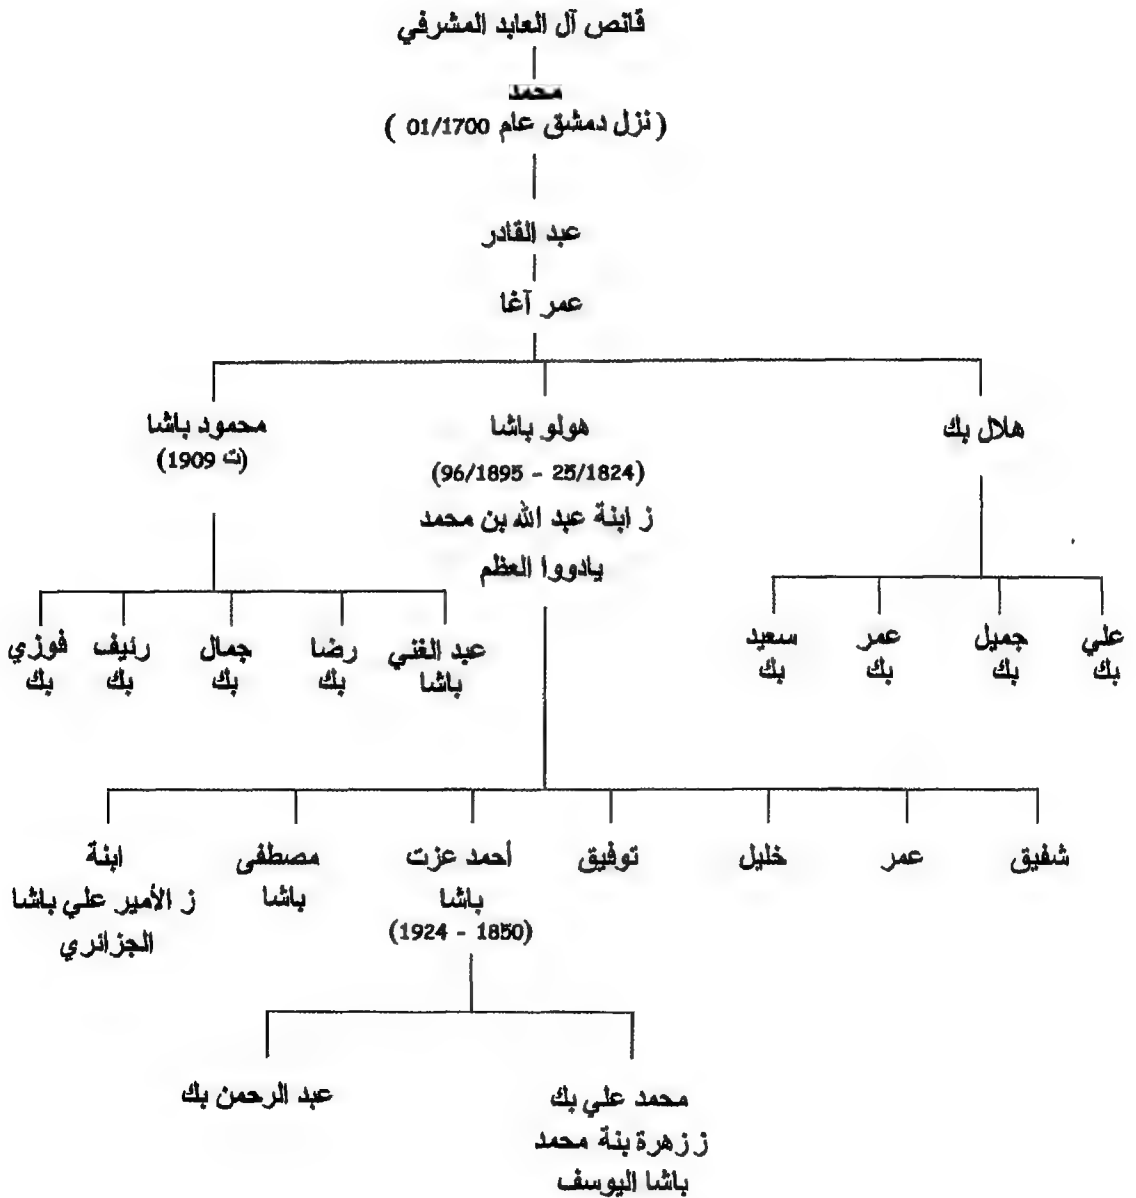 قانص آل العابد المشرفي
محمد
( نزل دمشق عام 01/1700 )
عبد القادر
عمر آغا
هلال بك
هولو باشا
(25/1824 - 96/1895)
ز ابنة عبد الله بن محمد
يادووا العظم
محمود باشا
(ت 1909)
علي
بك
جميل
بك
عمر
بك
سعيد
بك
عبد الغني
باشا
رضا
بك
جمال
بك
رئيف
بك
فوزي
بك
شفيق
عمر
خليل
توفيق
أحمد عزت
باشا
(1850 - 1924)
مصطفى
باشا
ابنة
ز الأمير علي باشا
الجزائري
محمد علي بك
ز زهرة بنة محمد
باشا اليوسف
عبد الرحمن بك